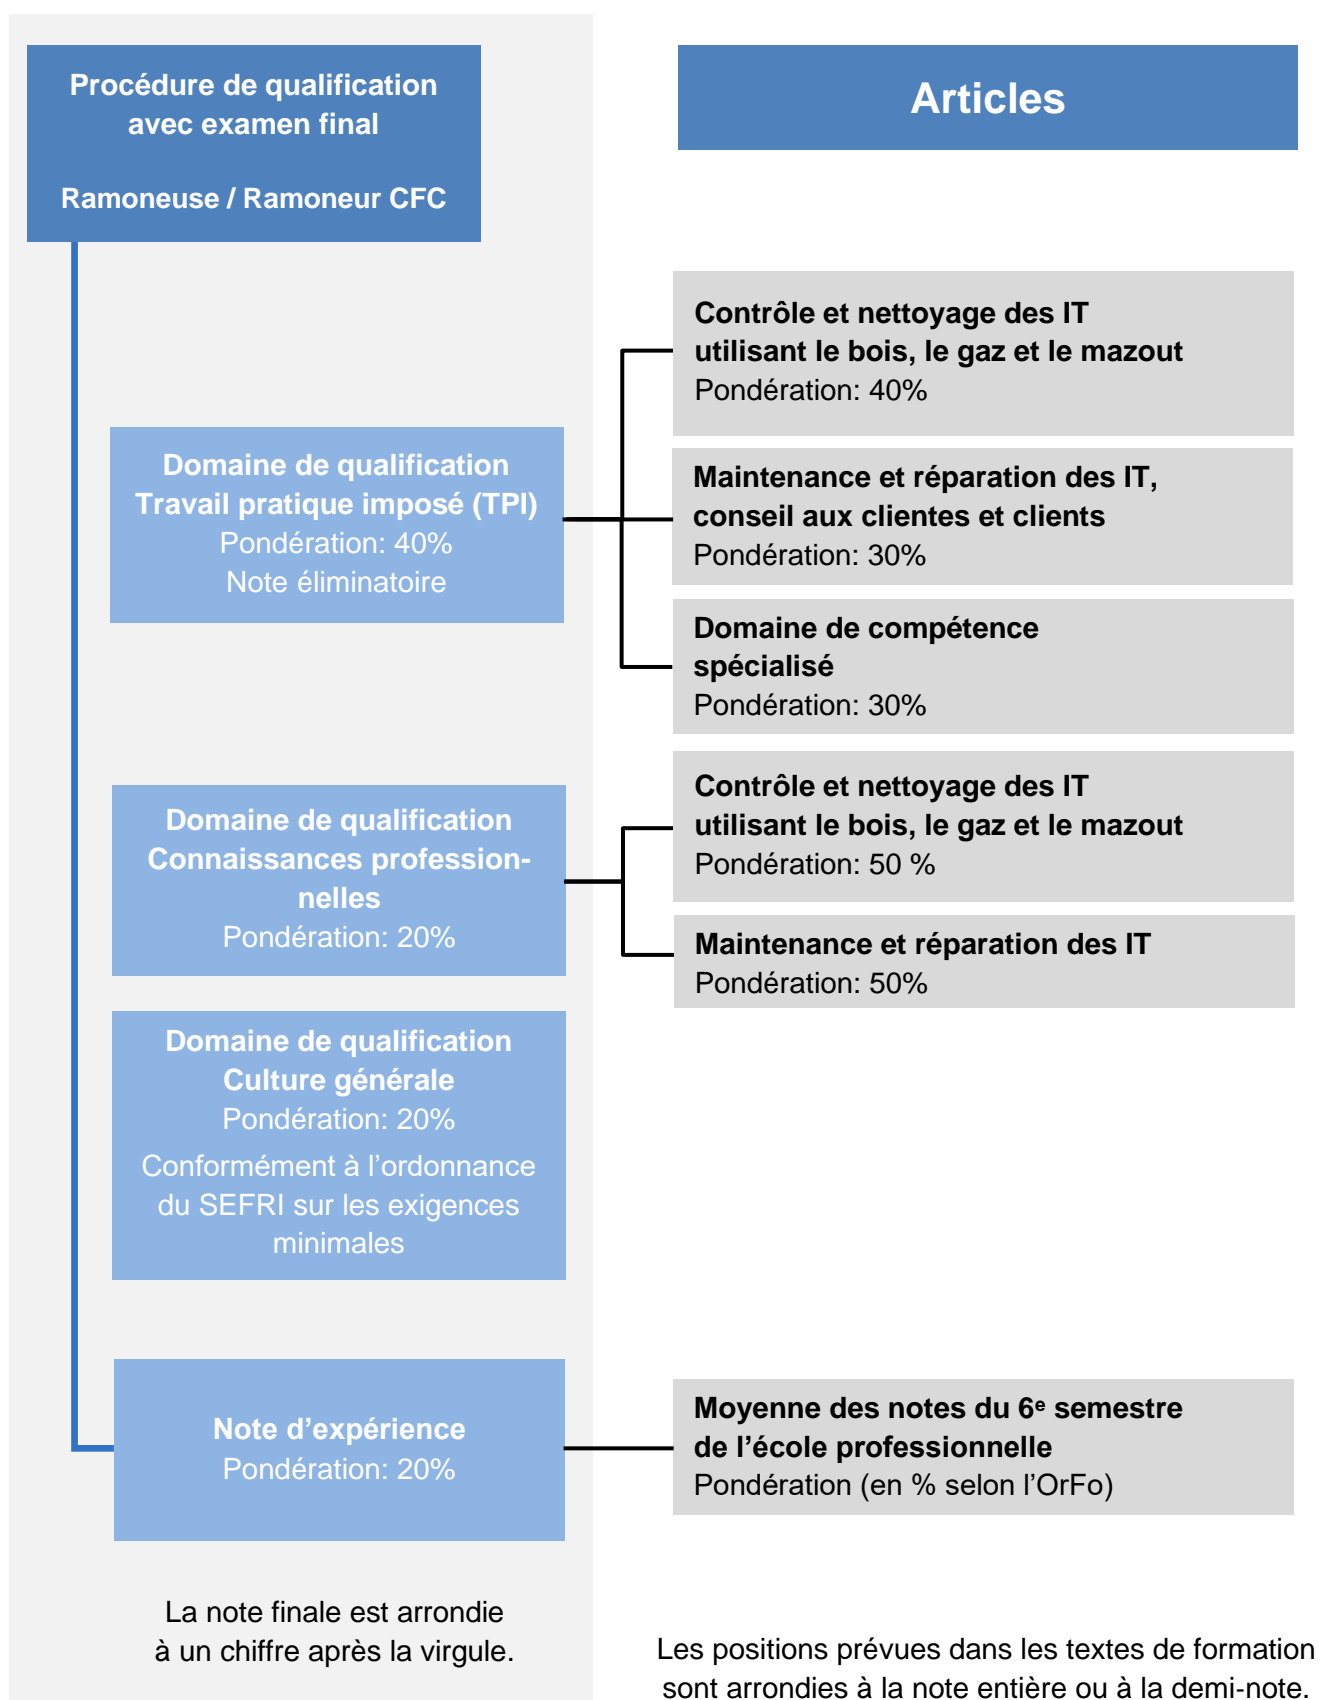 Procédure de qualification
avec examen final
Ramoneuse / Ramoneur CFC
Articles
Domaine de qualification
Travail pratique imposé (TPI)
Pondération: 40%
Note éliminatoire
Contrôle et nettoyage des IT
utilisant le bois, le gaz et le mazout
Pondération: 40%
Maintenance et réparation des IT,
conseil aux clientes et clients
Pondération: 30%
Domaine de compétence
spécialisé
Pondération: 30%
Domaine de qualification
Connaissances profession-
nelles
Pondération: 20%
Contrôle et nettoyage des IT
utilisant le bois, le gaz et le mazout
Pondération: 50 %
Maintenance et réparation des IT
Pondération: 50%
Domaine de qualification
Culture générale
Pondération: 20%
Conformément à l’ordonnance
du SEFRI sur les exigences
minimales
Note d’expérience
Pondération: 20%
Moyenne des notes du 6e semestre
de l’école professionnelle
Pondération (en % selon l’OrFo)
La note finale est arrondie
à un chiffre après la virgule.
Les positions prévues dans les textes de formation
sont arrondies à la note entière ou à la demi-note.